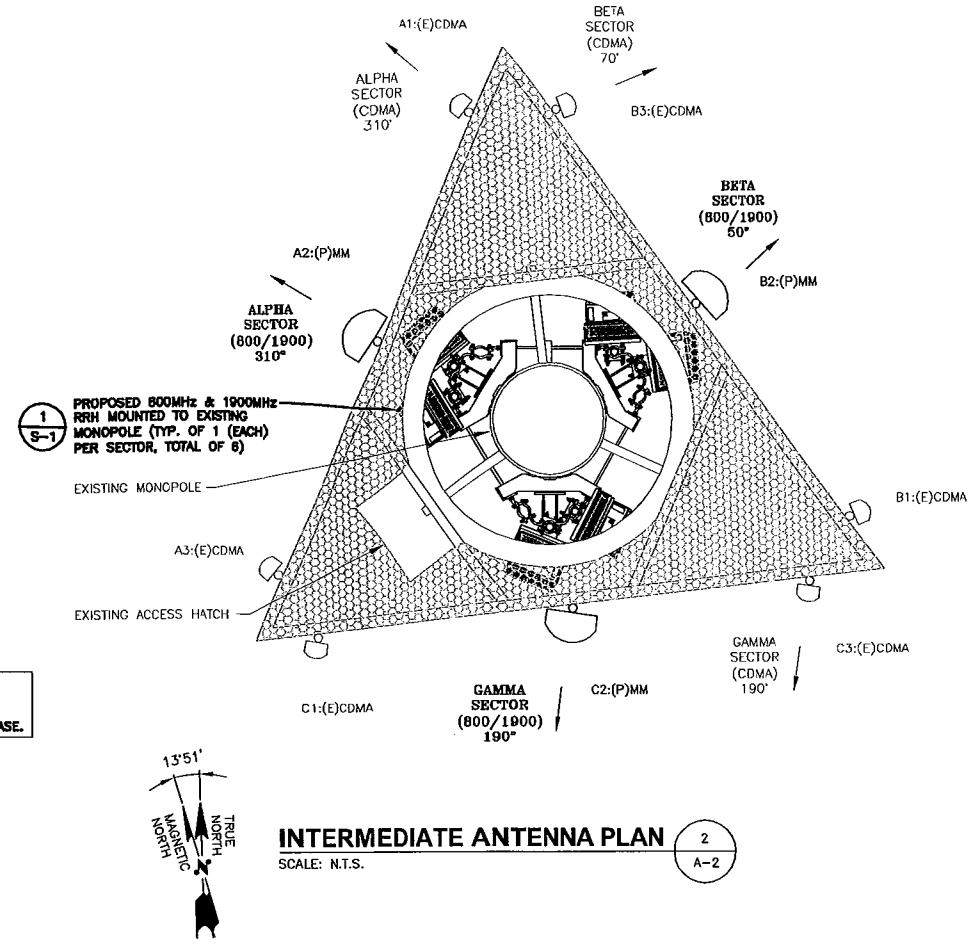 A1:(E)CDMA
BETA
SECTOR
(CDMA)
70°
ALPHA
SECTOR
(CDMA)
310°
B3:(E)CDMA
BETA
SECTOR
(800/1900)
50°
A2:(P)MM
B2:(P)MM
ALPHA
SECTOR
(800/1900)
310°
1
S-1
PROPOSED 800MHz & 1900MHz
RRH MOUNTED TO EXISTING
MONOPOLE (TYP. OF 1 (EACH)
PER SECTOR, TOTAL OF 6)
EXISTING MONOPOLE
B1:(E)CDMA
A3:(E)CDMA
EXISTING ACCESS HATCH
GAMMA
SECTOR
(CDMA)
190°
C3:(E)CDMA
C1:(E)CDMA
GAMMA
SECTOR
(800/1900)
190°
C2:(P)MM
ASE.
13°51'
TRUE
NORTH
MAGNETIC
NORTH
N
INTERMEDIATE ANTENNA PLAN
SCALE: N.T.S.
2
A-2